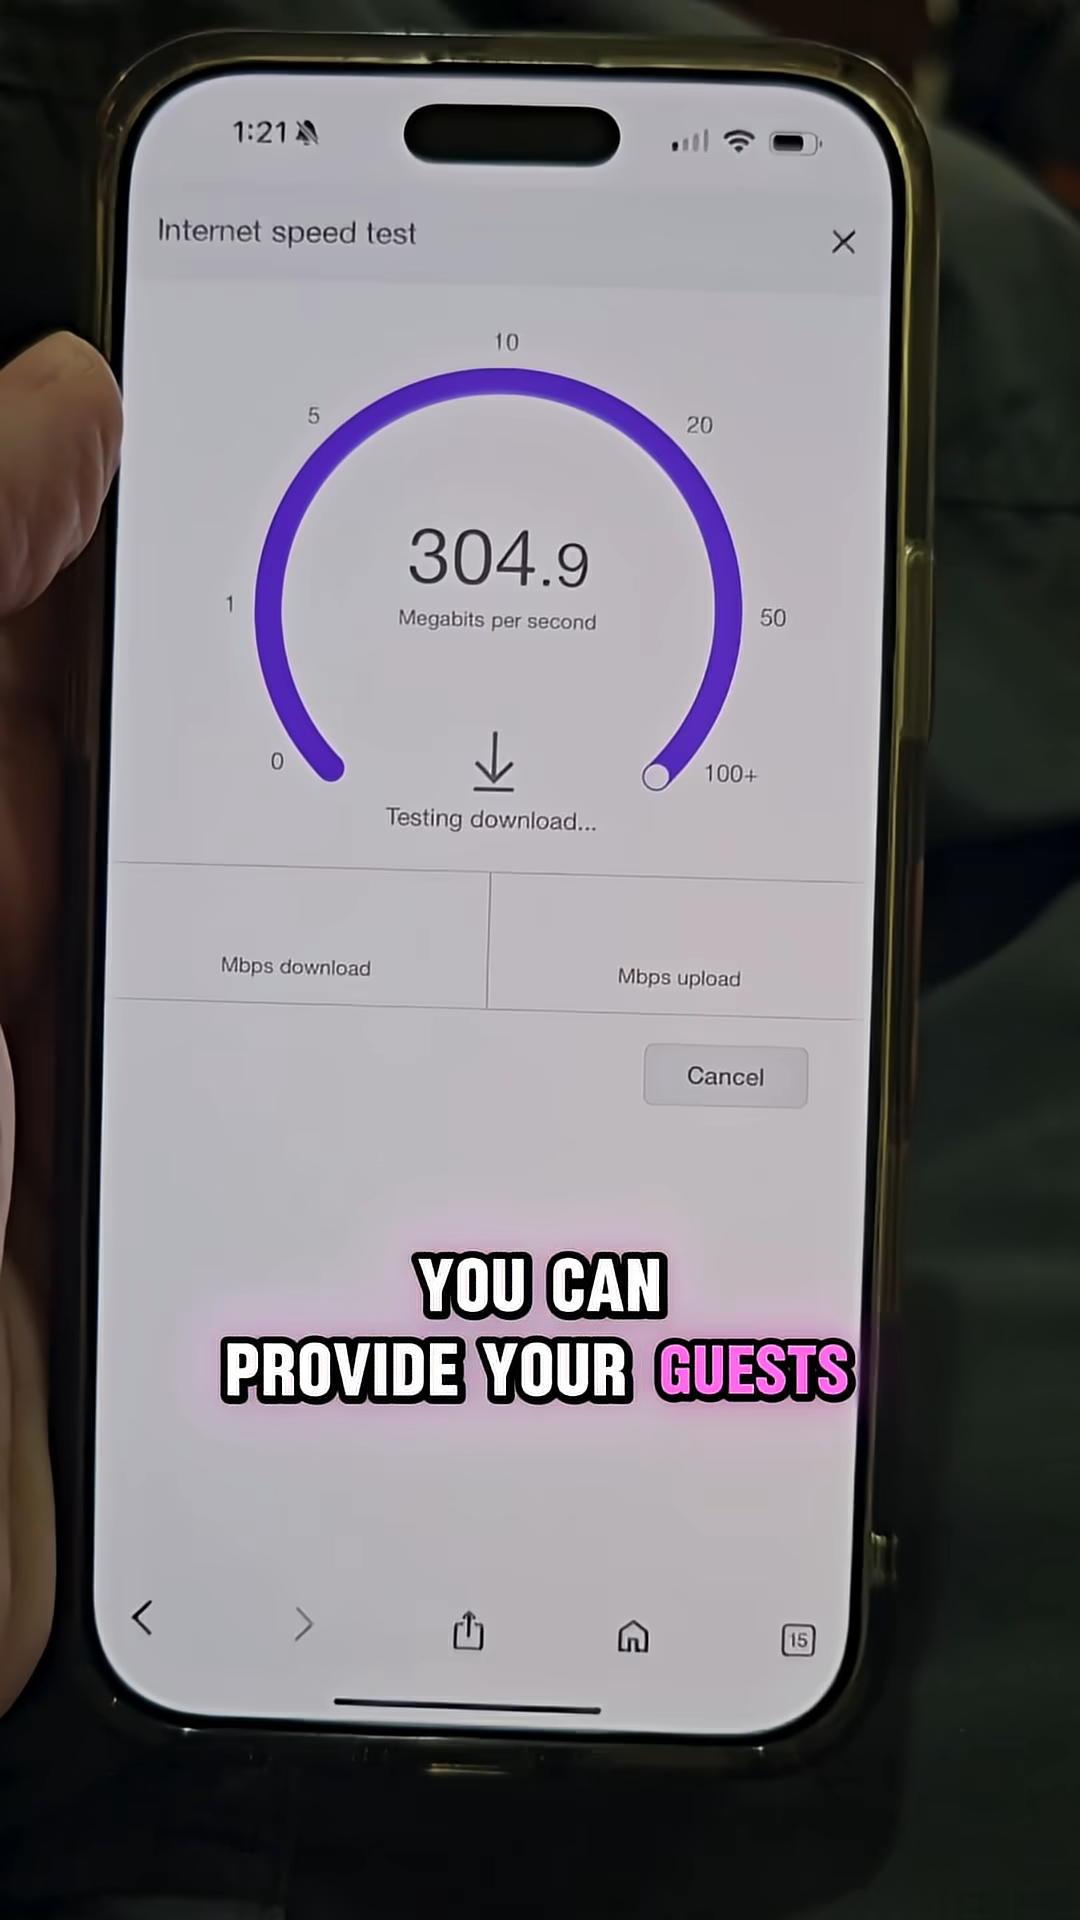 1:21
Internet speed test
10
5
20
304.9
Megabits per second
1
50
0
100+
Testing download...
Mbps download
Mbps upload
Cancel
YOU CAN
PROVIDE YOUR GUESTS
15